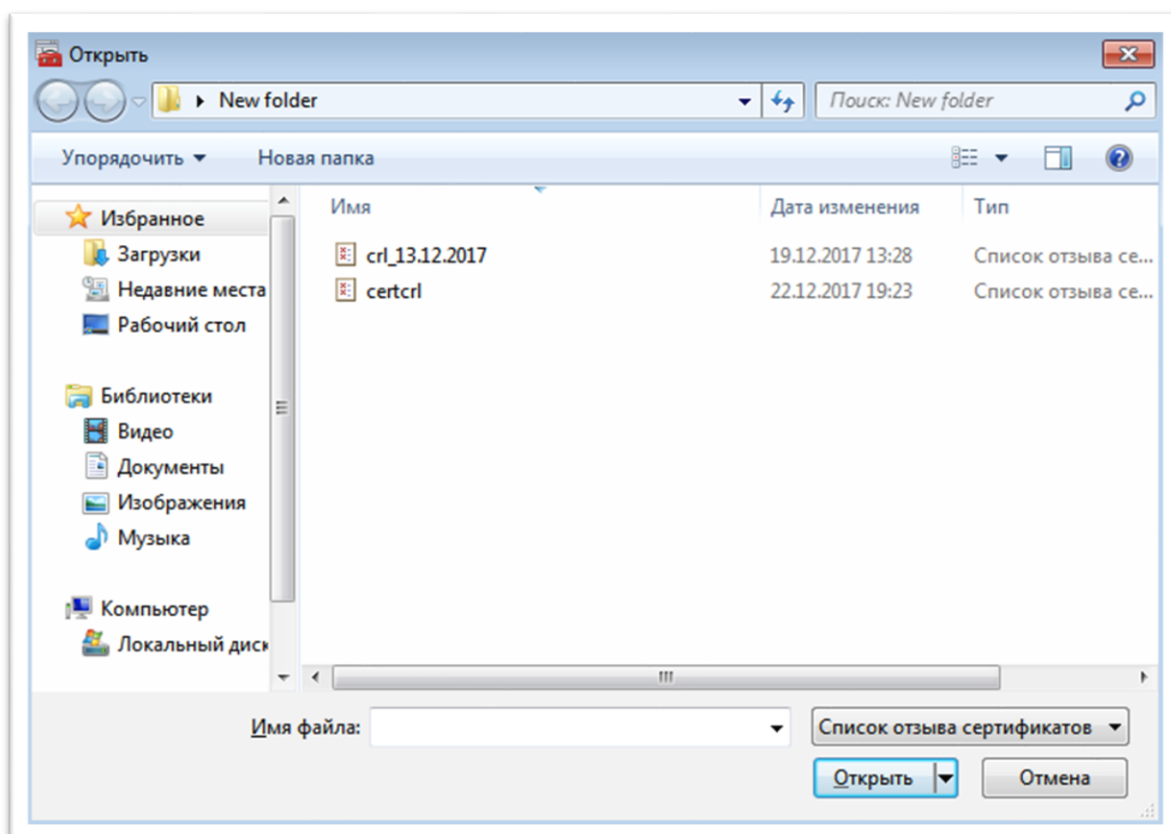 Открыть
New folder
Поиск: New folder
Упорядочить
Новая папка
Избранное
Загрузки
Недавние места
Рабочий стол
Библиотеки
Видео
Документы
Изображения
Музыка
Компьютер
Локальный диск
Имя Дата изменения Тип
crl_13.12.2017 19.12.2017 13:28 Список отзыва се...
certcrl 22.12.2017 19:23 Список отзыва се...
Имя файла:
Список отзыва сертификатов
Открыть
Отмена